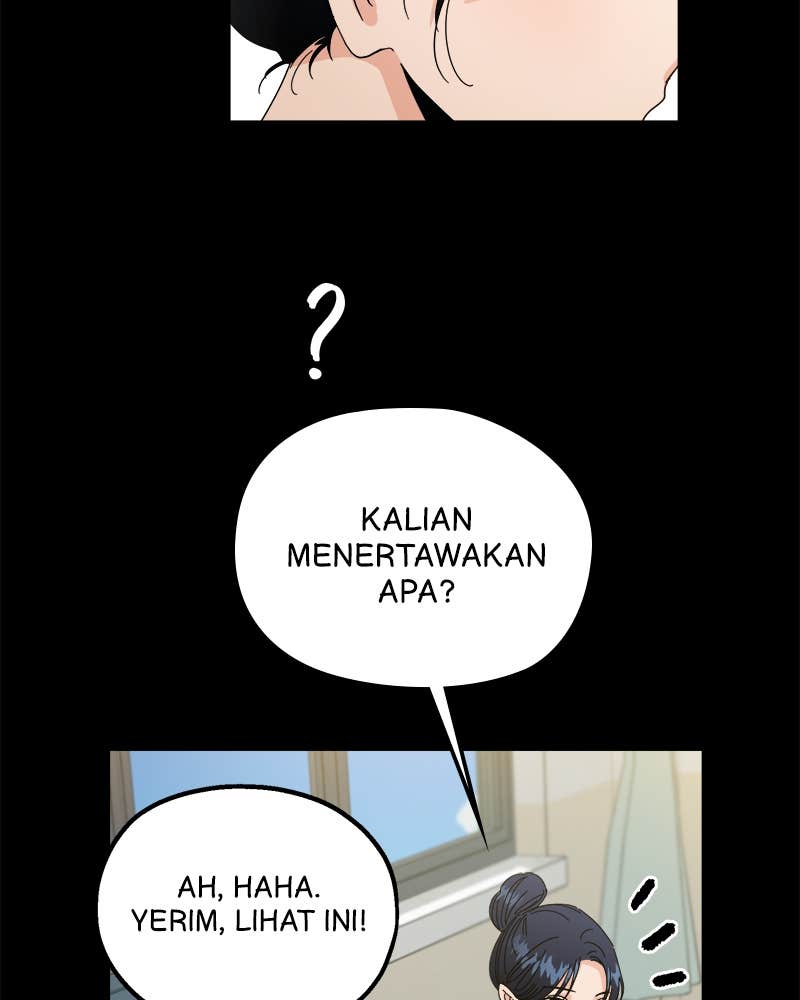 ?
KALIAN
MENERTAWAKAN
APA?
AH, HAHA.
YERIM, LIHAT INI!